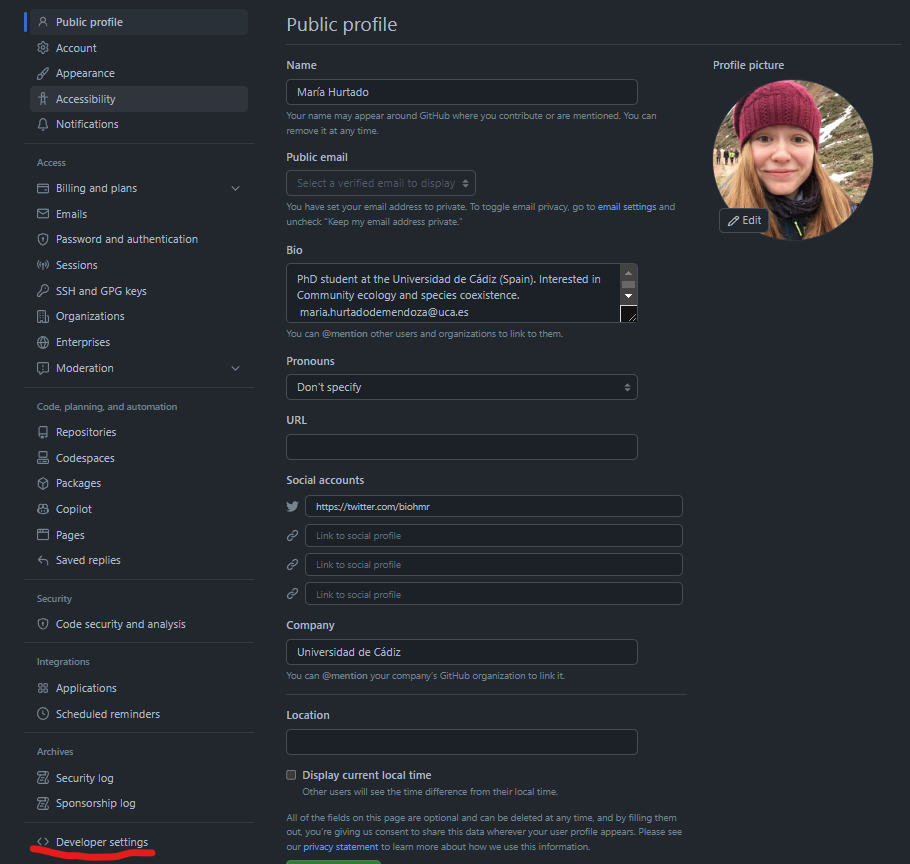 Public profile
Account
Appearance
Accessibility
Notifications
Access
Billing and plans
Emails
Password and authentication
Sessions
SSH and GPG keys
Organizations
Enterprises
Moderation
Code, planning, and automation
Repositories
Codespaces
Packages
Copilot
Pages
Saved replies
Security
Code security and analysis
Integrations
Applications
Scheduled reminders
Archives
Security log
Sponsorship log
Developer settings
Public profile
Name
María Hurtado
Your name may appear around GitHub where you contribute or are mentioned. You can
remove it at any time.
Public email
Select a verified email to display
You have set your email address to private. To toggle email privacy, go to email settings and
uncheck "Keep my email address private."
Bio
PhD student at the Universidad de Cádiz (Spain). Interested in
Community ecology and species coexistence.
maria.hurtadodemendoza@uca.es
You can @mention other users and organizations to link to them.
Pronouns
Don't specify
URL
Social accounts
https://twitter.com/biohmr
Link to social profile
Link to social profile
Link to social profile
Company
Universidad de Cádiz
You can @mention your company's GitHub organization to link it.
Location
Display current local time
Other users will see the time difference from their local time.
All of the fields on this page are optional and can be deleted at any time, and by filling them
out, you're giving us consent to share this data wherever your user profile appears. Please see
our privacy statement to learn more about how we use this information.
Profile picture
Edit